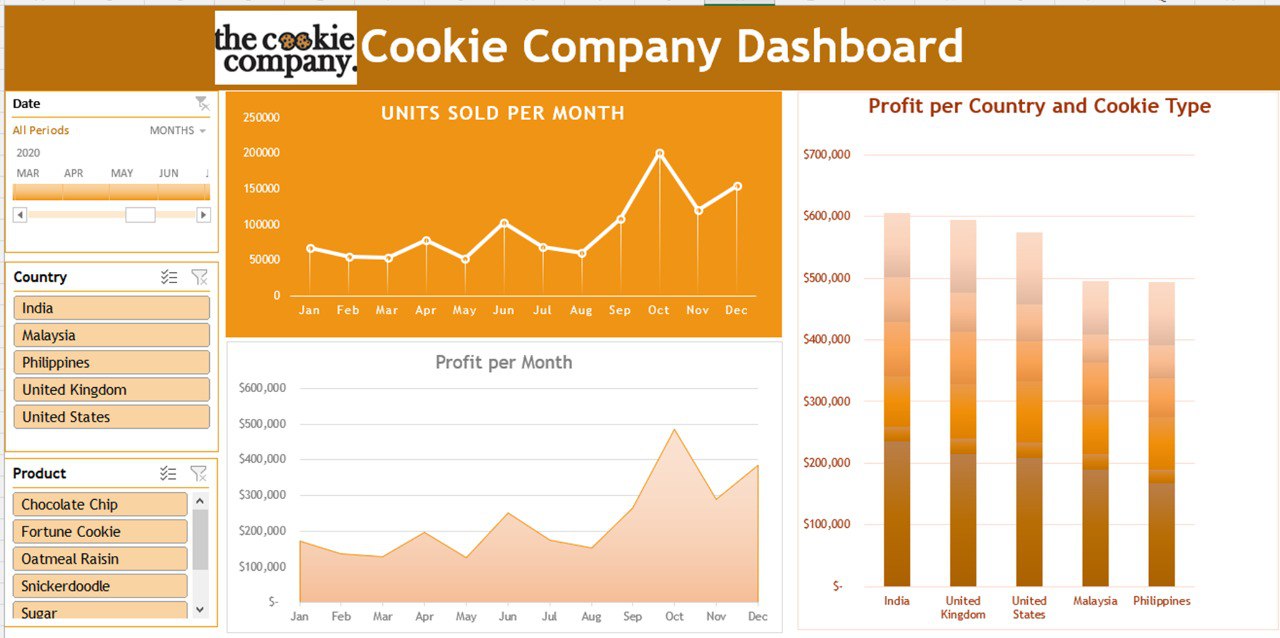 the cookie
company.
Cookie Company Dashboard
Date
All Periods
MONTHS
2020
MAR APR MAY JUN
Country
India
Malaysia
Philippines
United Kingdom
United States
Product
Chocolate Chip
Fortune Cookie
Oatmeal Raisin
Snickerdoodle
Sugar
UNITS SOLD PER MONTH
250000
200000
150000
100000
50000
0
Jan Feb Mar Apr May Jun Jul Aug Sep Oct Nov Dec
Profit per Month
$600,000
$500,000
$400,000
$300,000
$200,000
$100,000
$-
Jan Feb Mar Apr May Jun Jul Aug Sep Oct Nov Dec
Profit per Country and Cookie Type
$700,000
$600,000
$500,000
$400,000
$300,000
$200,000
$100,000
$-
India United Kingdom United States Malaysia Philippines